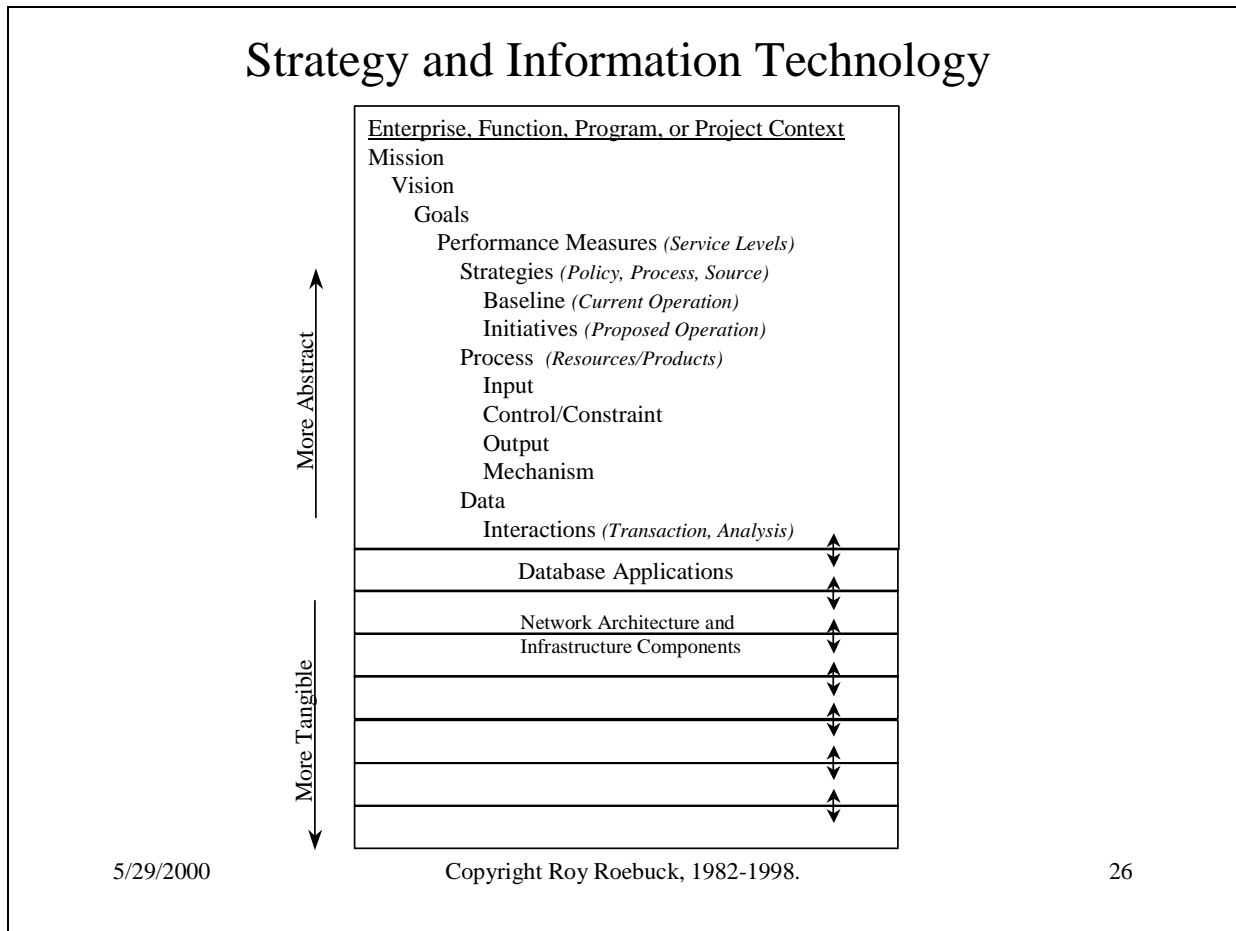 Strategy and Information Technology
Enterprise, Function, Program, or Project Context
Mission
Vision
Goals
Performance Measures (Service Levels)
Strategies (Policy, Process, Source)
Baseline (Current Operation)
Initiatives (Proposed Operation)
Process (Resources/Products)
Input
Control/Constraint
Output
Mechanism
Data
Interactions (Transaction, Analysis)
More Abstract
Database Applications
Network Architecture and
Infrastructure Components
More Tangible
5/29/2000
Copyright Roy Roebuck, 1982-1998.
26